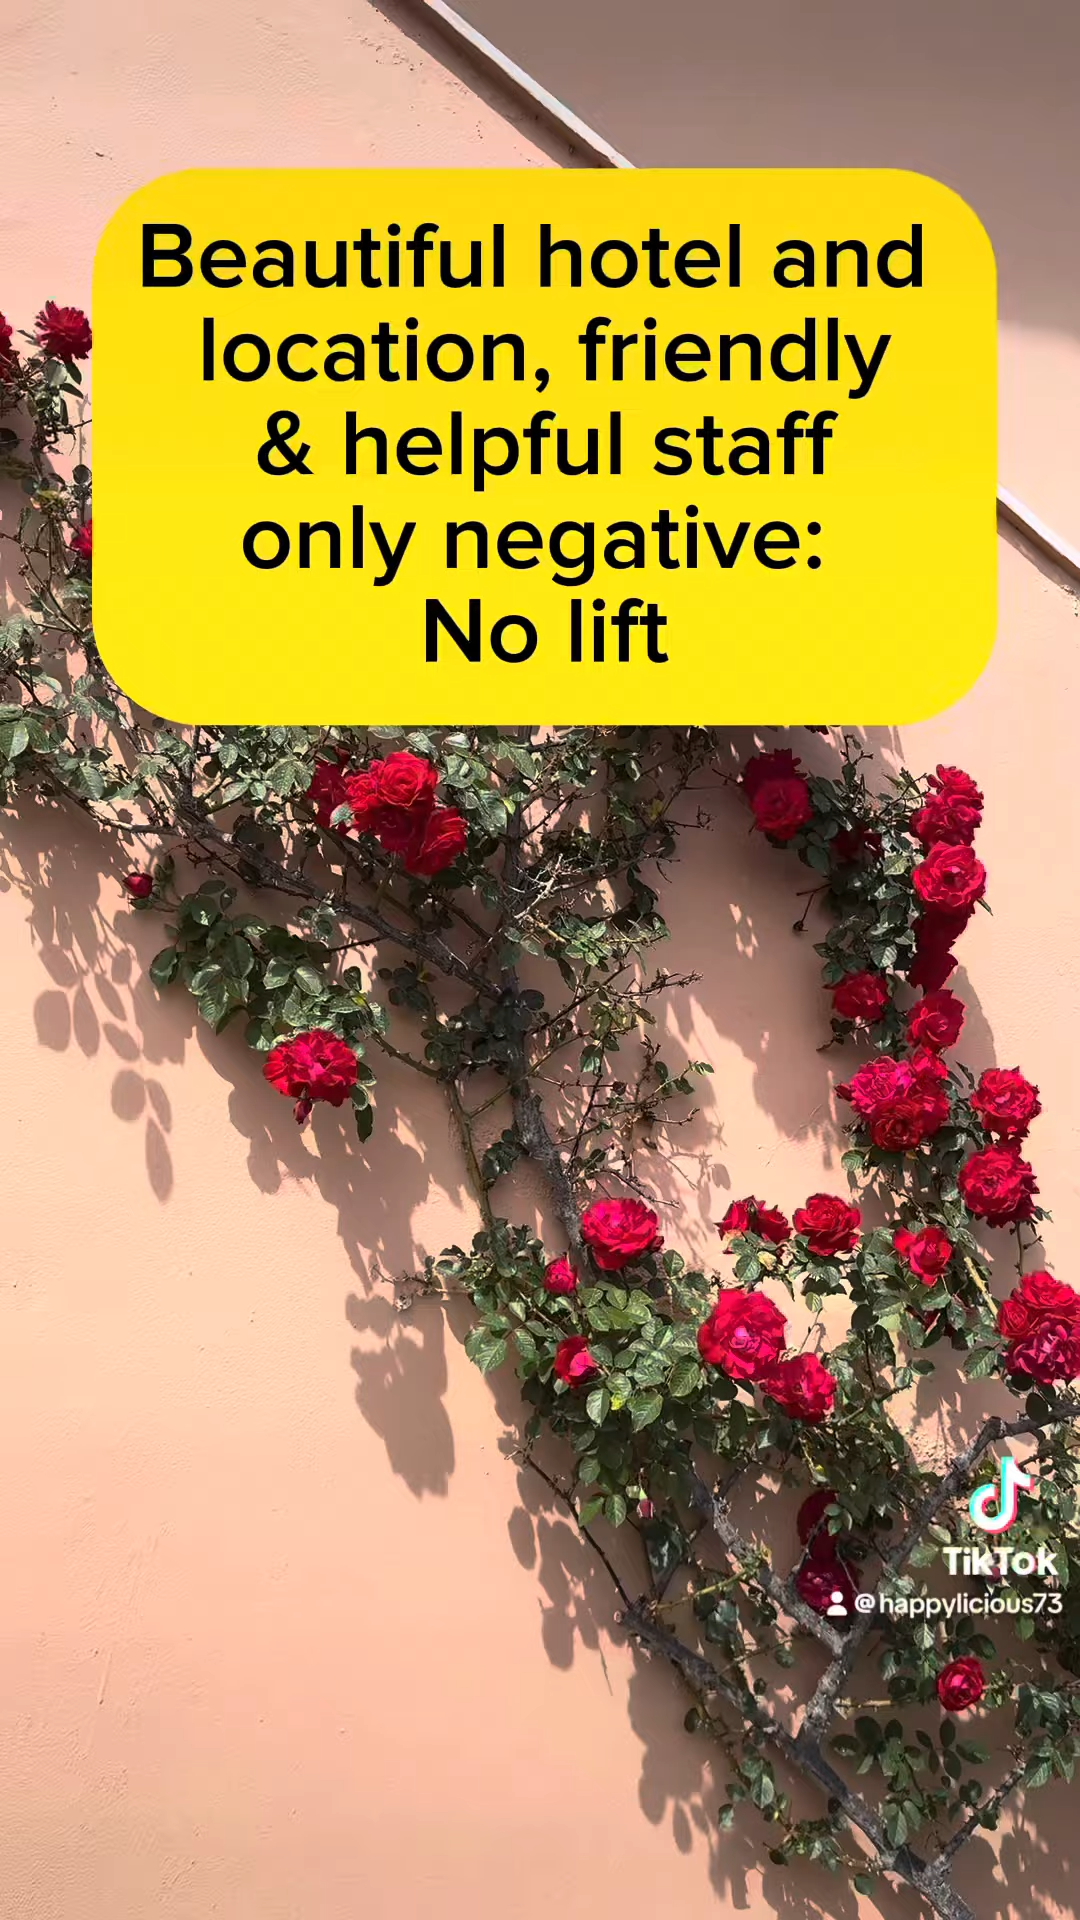 Beautiful hotel and
location, friendly
& helpful staff
only negative:
No lift
TikTok
@happylicious73